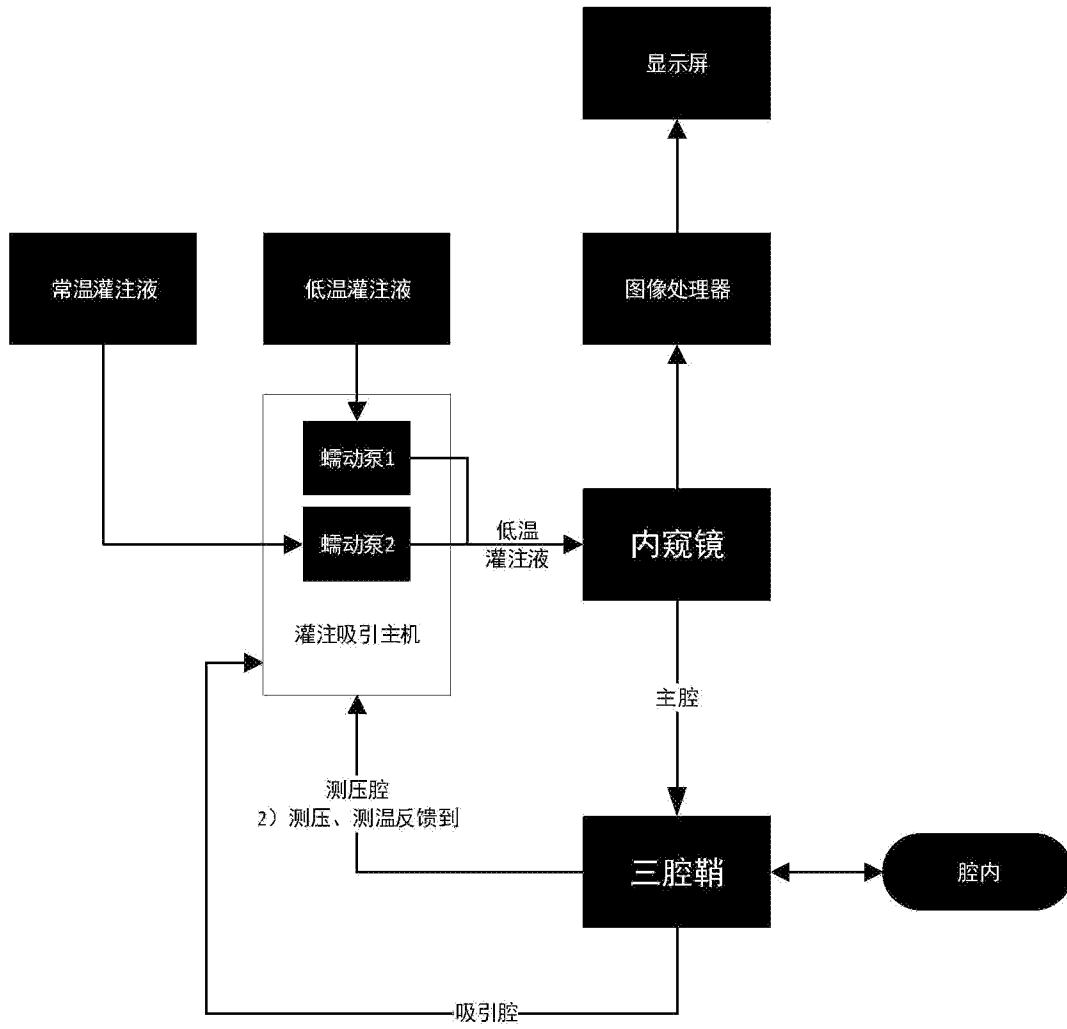 显示屏
常温灌注液
低温灌注液
图像处理器
蠕动泵1
蠕动泵2
低温
灌注液
内窥镜
灌注吸引主机
主腔
测压腔
2）测压、测温反馈到
三腔鞘
腔内
吸引腔